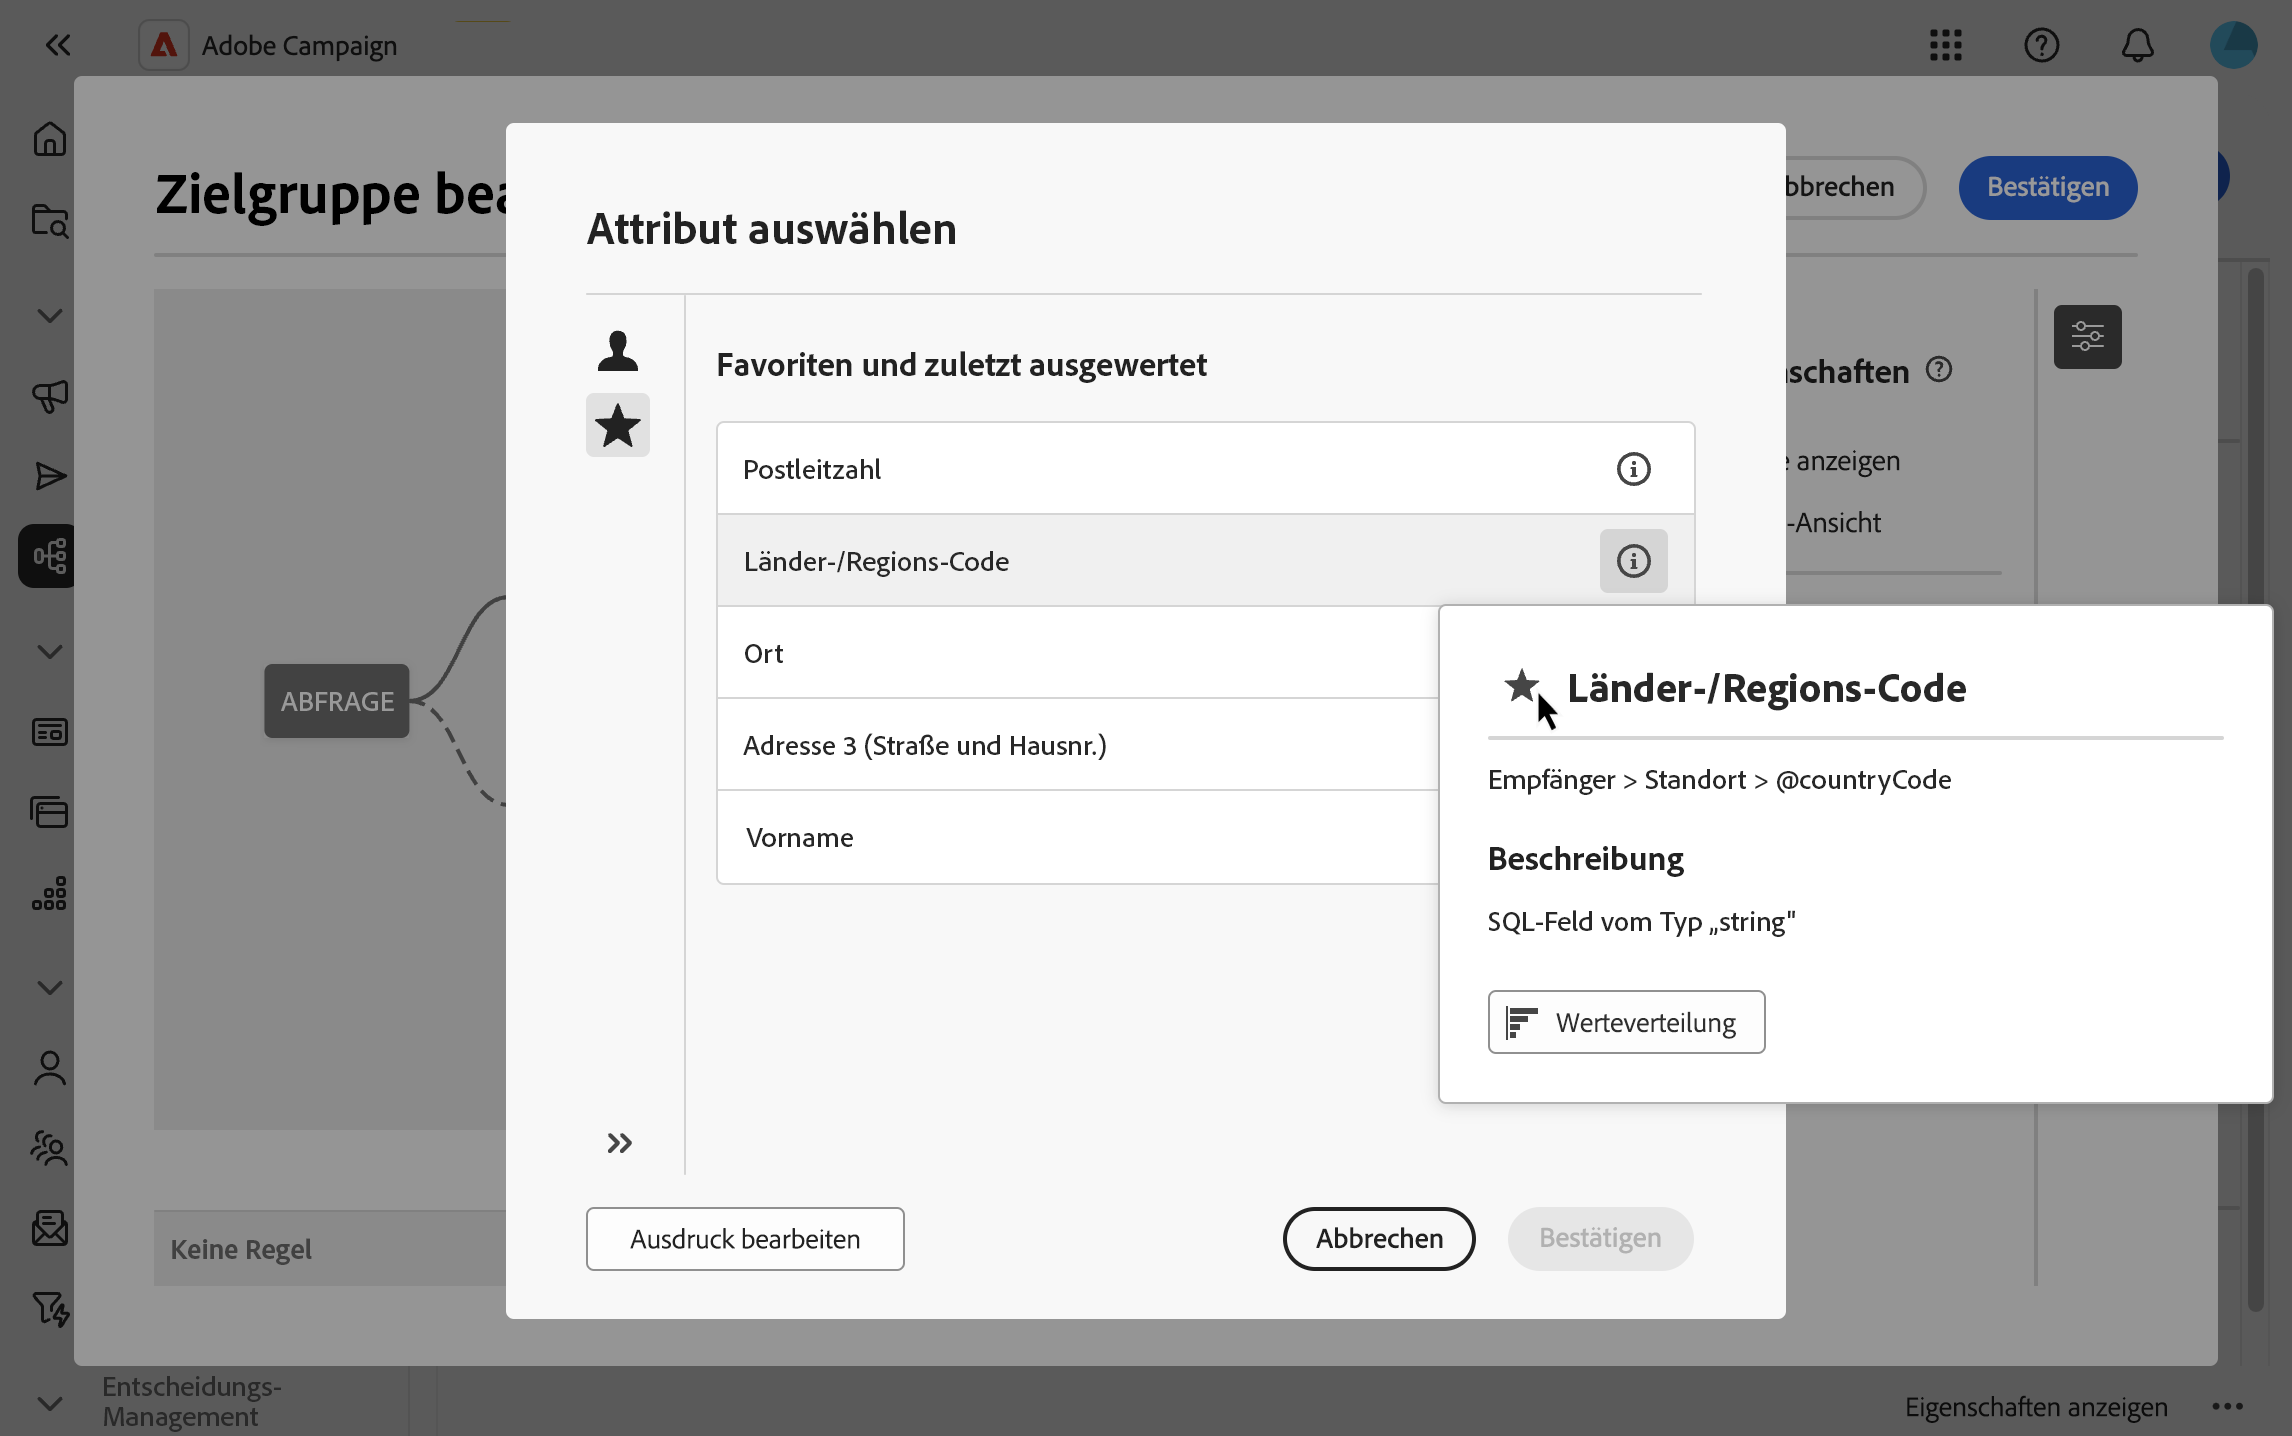 Adobe Campaign
Zielgruppe bea
bbrechen
Bestätigen
Attribut auswählen
Favoriten und zuletzt ausgewertet
schaften
Postleitzahl
e anzeigen
Länder-/Regions-Code
-Ansicht
Ort
Adresse 3 (Straße und Hausnr.)
Vorname
Länder-/Regions-Code
Empfänger > Standort > @countryCode
Beschreibung
SQL-Feld vom Typ „string"
Werteverteilung
ABFRAGE
Keine Regel
Ausdruck bearbeiten
Abbrechen
Bestätigen
Entscheidungs-
Management
Eigenschaften anzeigen